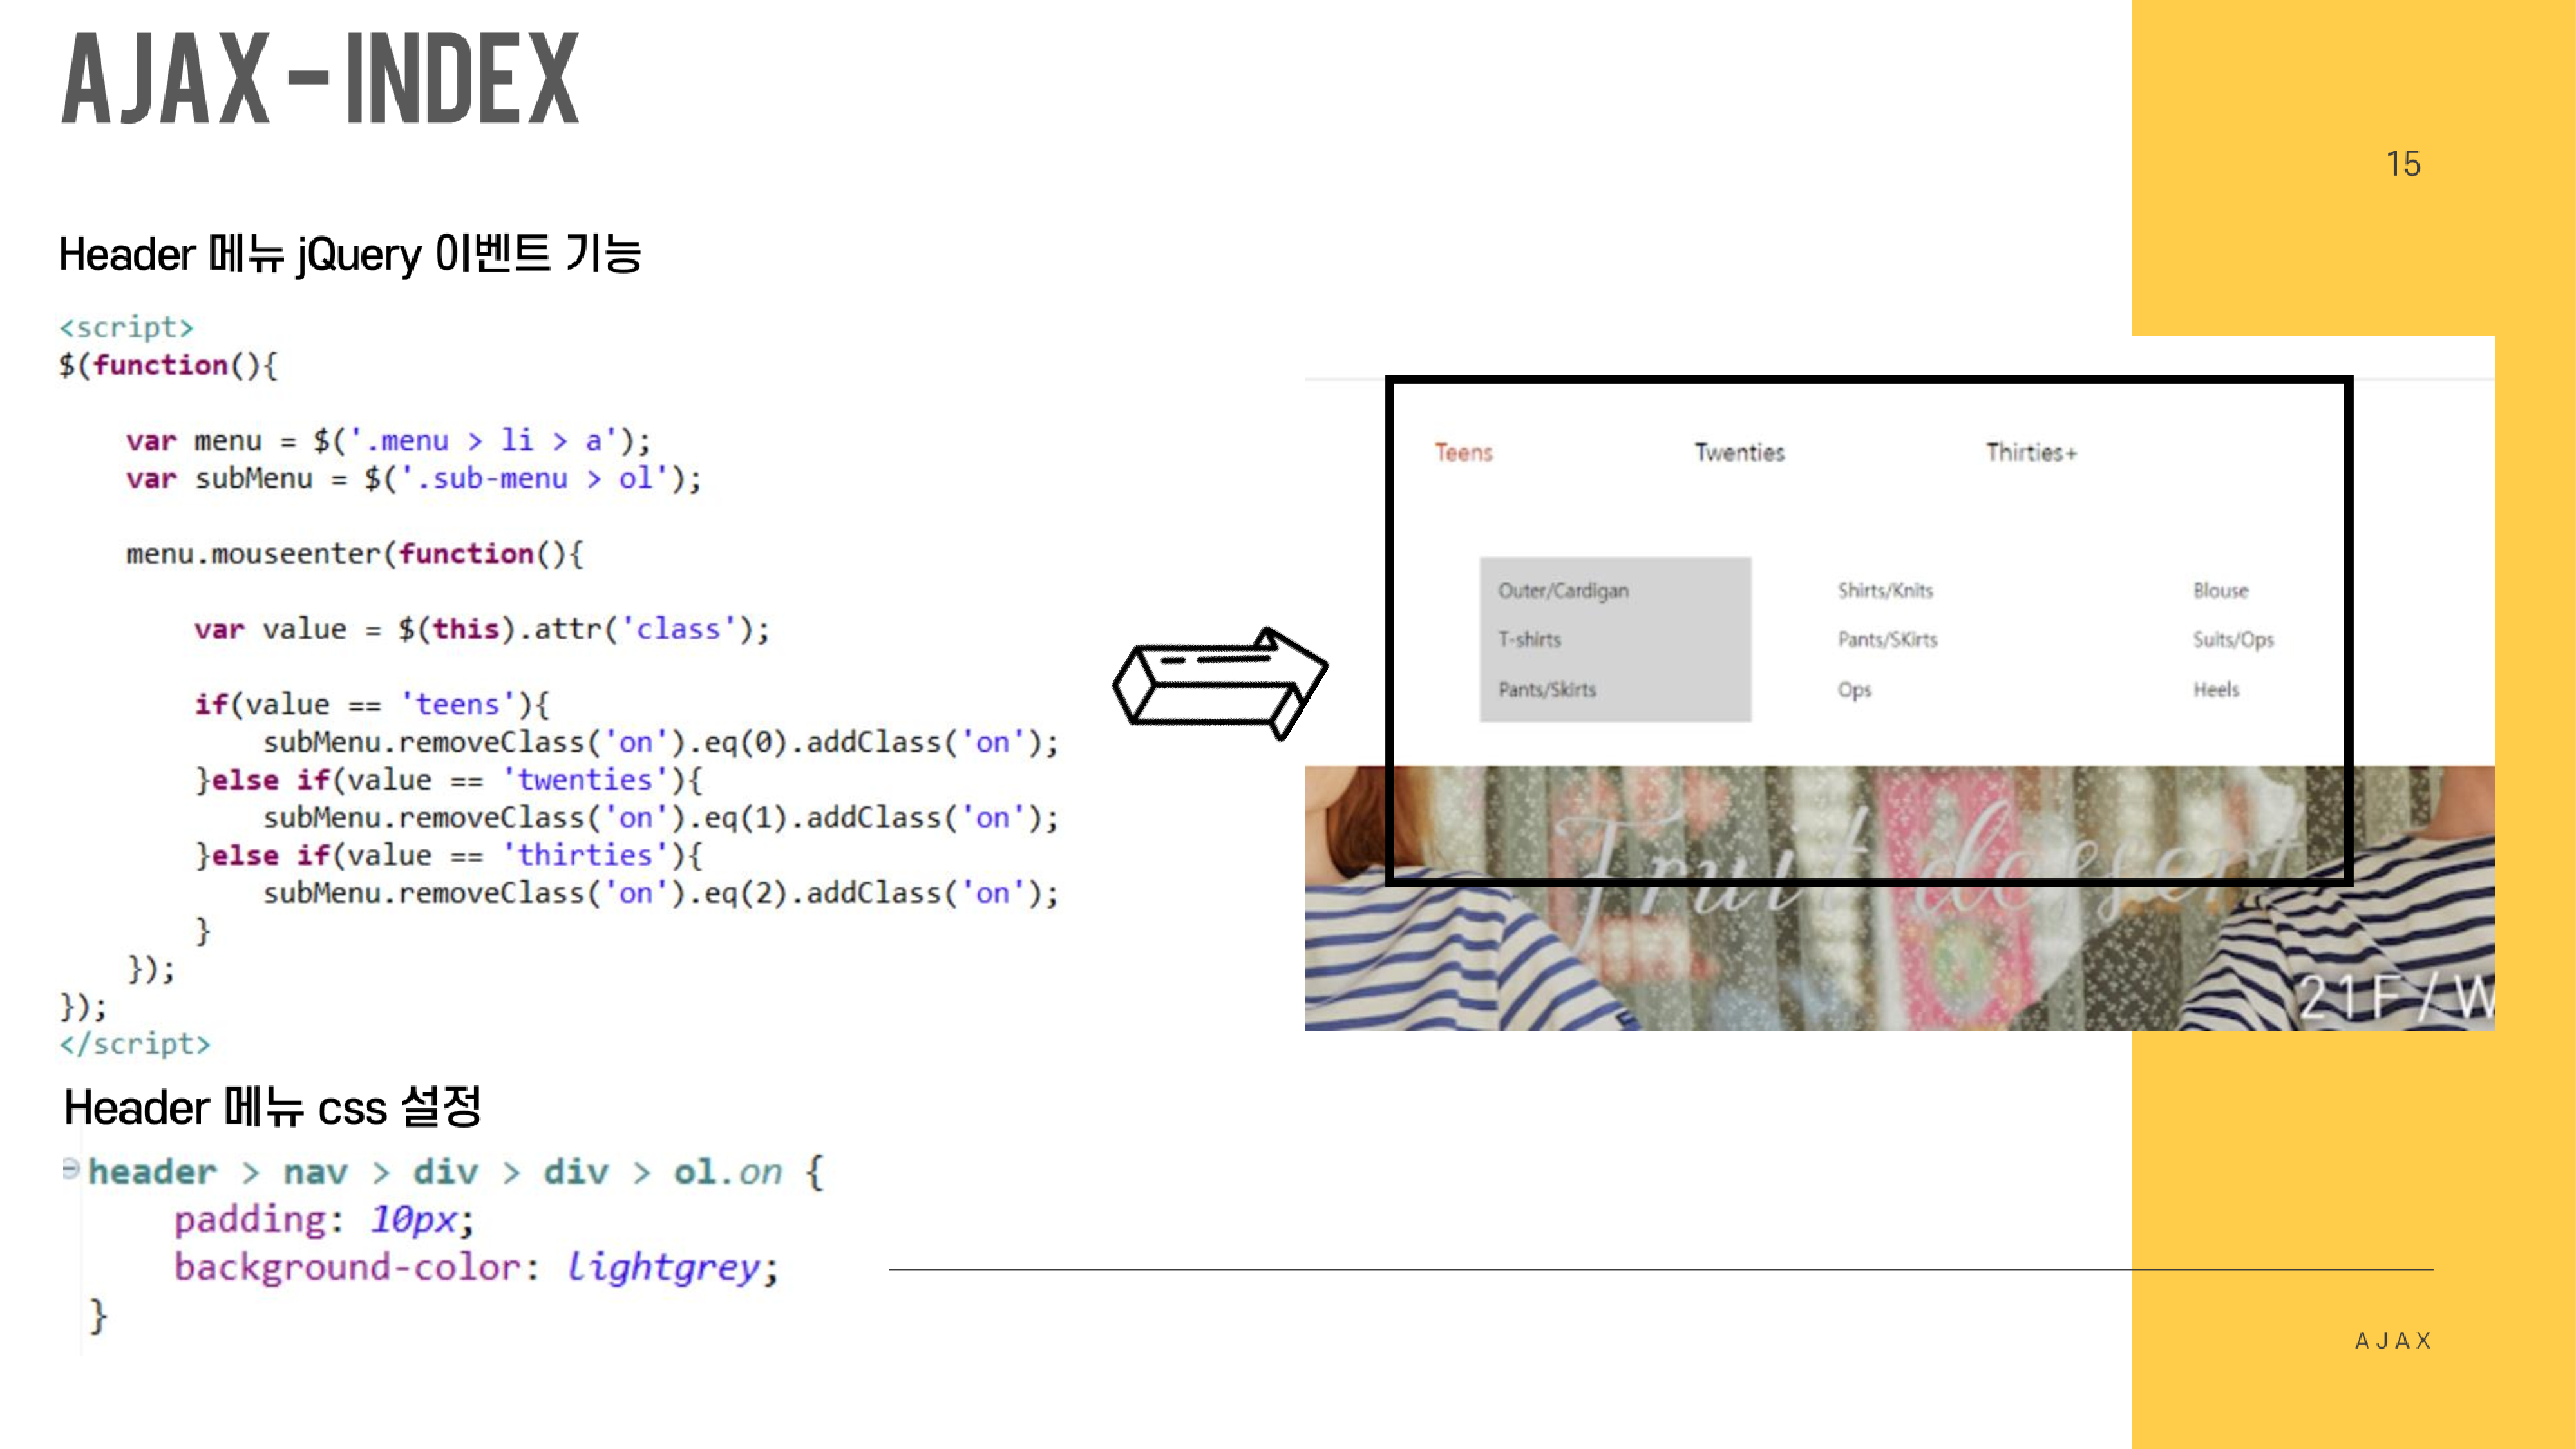 AJAX - INDEX
15
Header 메뉴 jQuery 이벤트 기능
<script>
$(function(){
var menu = $('.menu > li > a');
var subMenu = $('.sub-menu > ol');
menu.mouseenter(function(){
var value = $(this).attr('class');
if(value == 'teens'){
subMenu.removeClass('on').eq(0).addClass('on');
}else if(value == 'twenties'){
subMenu.removeClass('on').eq(1).addClass('on');
}else if(value == 'thirties'){
subMenu.removeClass('on').eq(2).addClass('on');
}
});
});
</script>
Header 메뉴 css 설정
header > nav > div > div > ol.on {
padding: 10px;
background-color: lightgrey;
}
Teens Twenties Thirties+
Outer/Cardigan Shirts/Knits Blouse
T-shirts Pants/SKirts Suits/Ops
Pants/Skirts Ops Heels
Fruit dessert
21F/W
AJAX